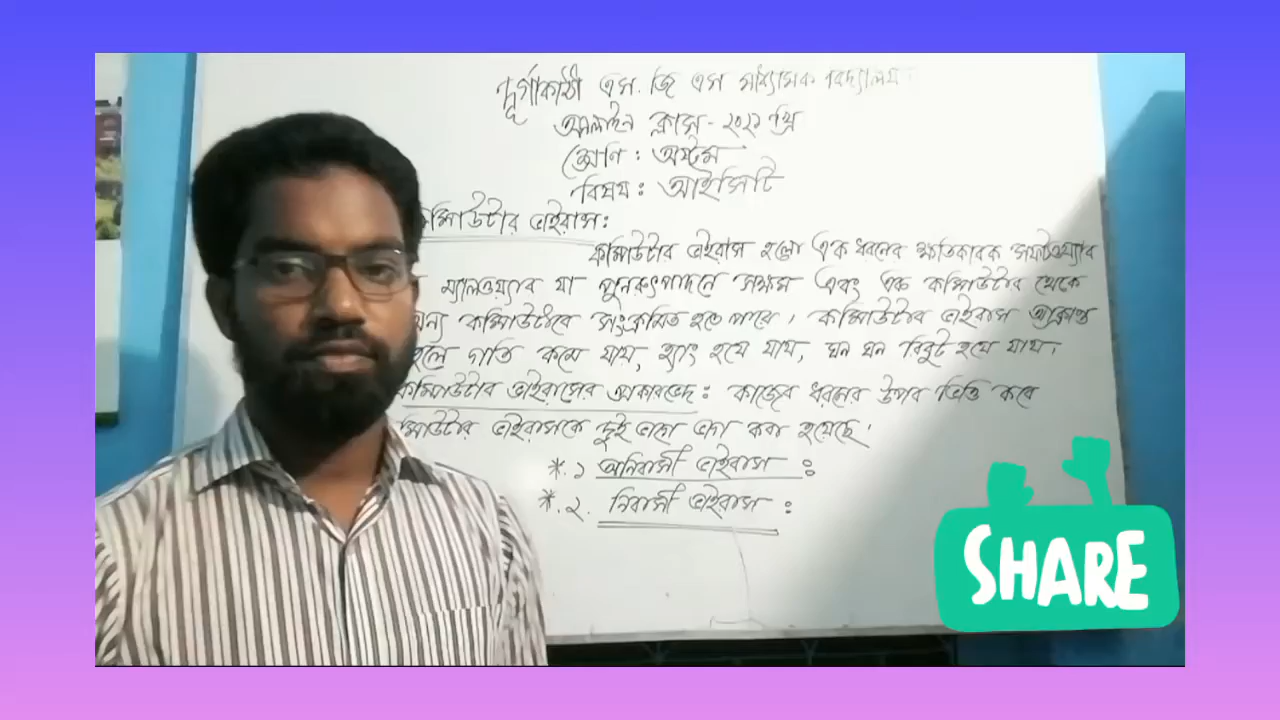 দূর্গাকাঠী এস. জি এস মাধ্যমিক বিদ্যালয়
অনলাইন ক্লাস - ২০২১ খ্রি
শ্রেণি : অষ্টম
বিষয় : আইসিটি
কম্পিউটার ভাইরাস :
কম্পিউটার ভাইরাস হলো এক ধরনের ক্ষতিকারক সফটওয়্যার
ম্যালওয়্যার যা পুনরুৎপাদনে সক্ষম এবং এক কম্পিউটার থেকে
অন্য কম্পিউটারে সংক্রমিত হতে পারে। কম্পিউটার ভাইরাস আক্রান্ত
হলে গতি কমে যায়, হ্যাং হয়ে যায়, ঘন ঘন রিবুট হয়ে যায়।
কম্পিউটার ভাইরাসের প্রকারভেদ : কাজের ধরনের উপর ভিত্তি করে
ম্পিউটার ভাইরাসকে দুই ভাগে ভাগ করা হয়েছে।
*. ১ অনিবাসী ভাইরাস :
*. ২. নিবাসী ভাইরাস :
SHARE